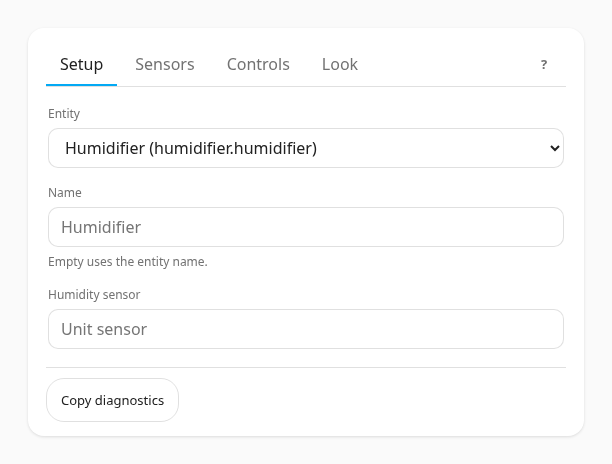 Setup Sensors Controls Look ?
Entity
Humidifier (humidifier.humidifier)
Name
Humidifier
Empty uses the entity name.
Humidity sensor
Unit sensor
Copy diagnostics